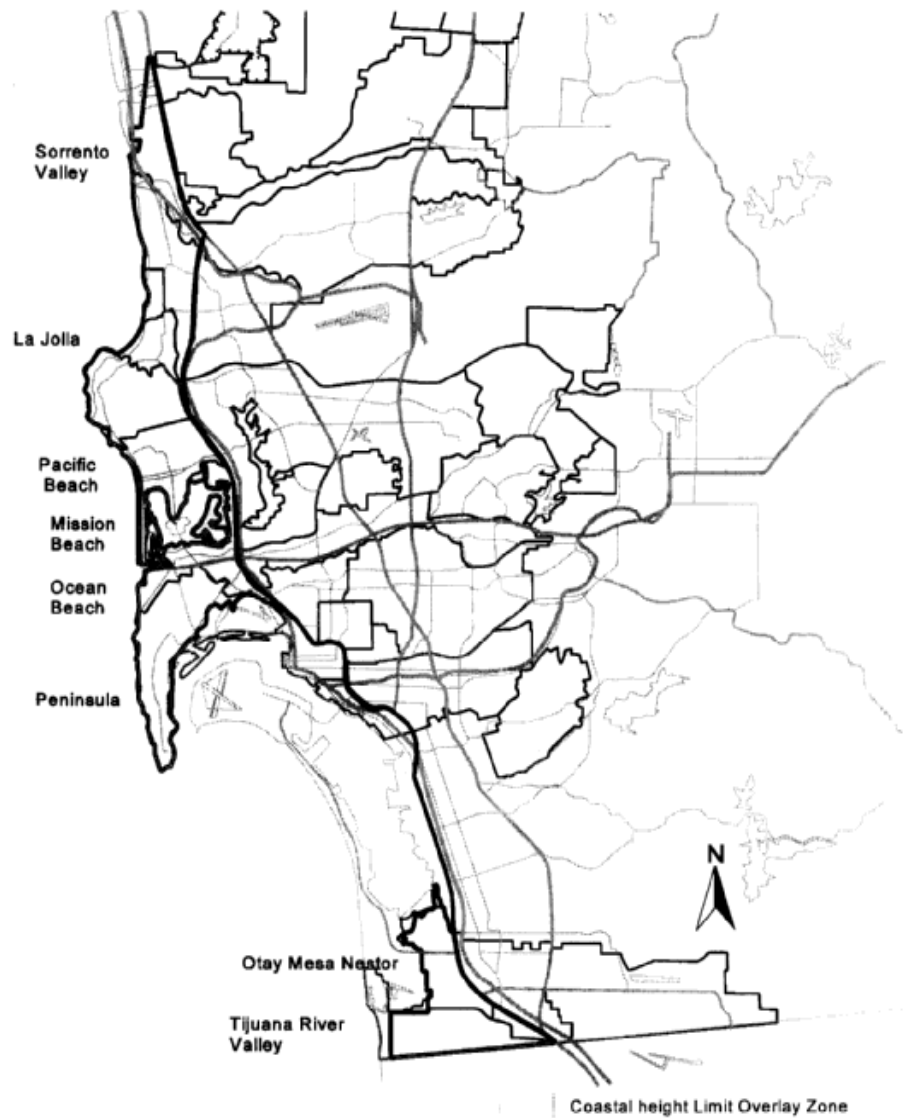 Sorrento
Valley
La Jolla
Pacific
Beach
Mission
Beach
Ocean
Beach
Peninsula
N
Otay Mesa Nestor
Tijuana River
Valley
Coastal height Limit Overlay Zone